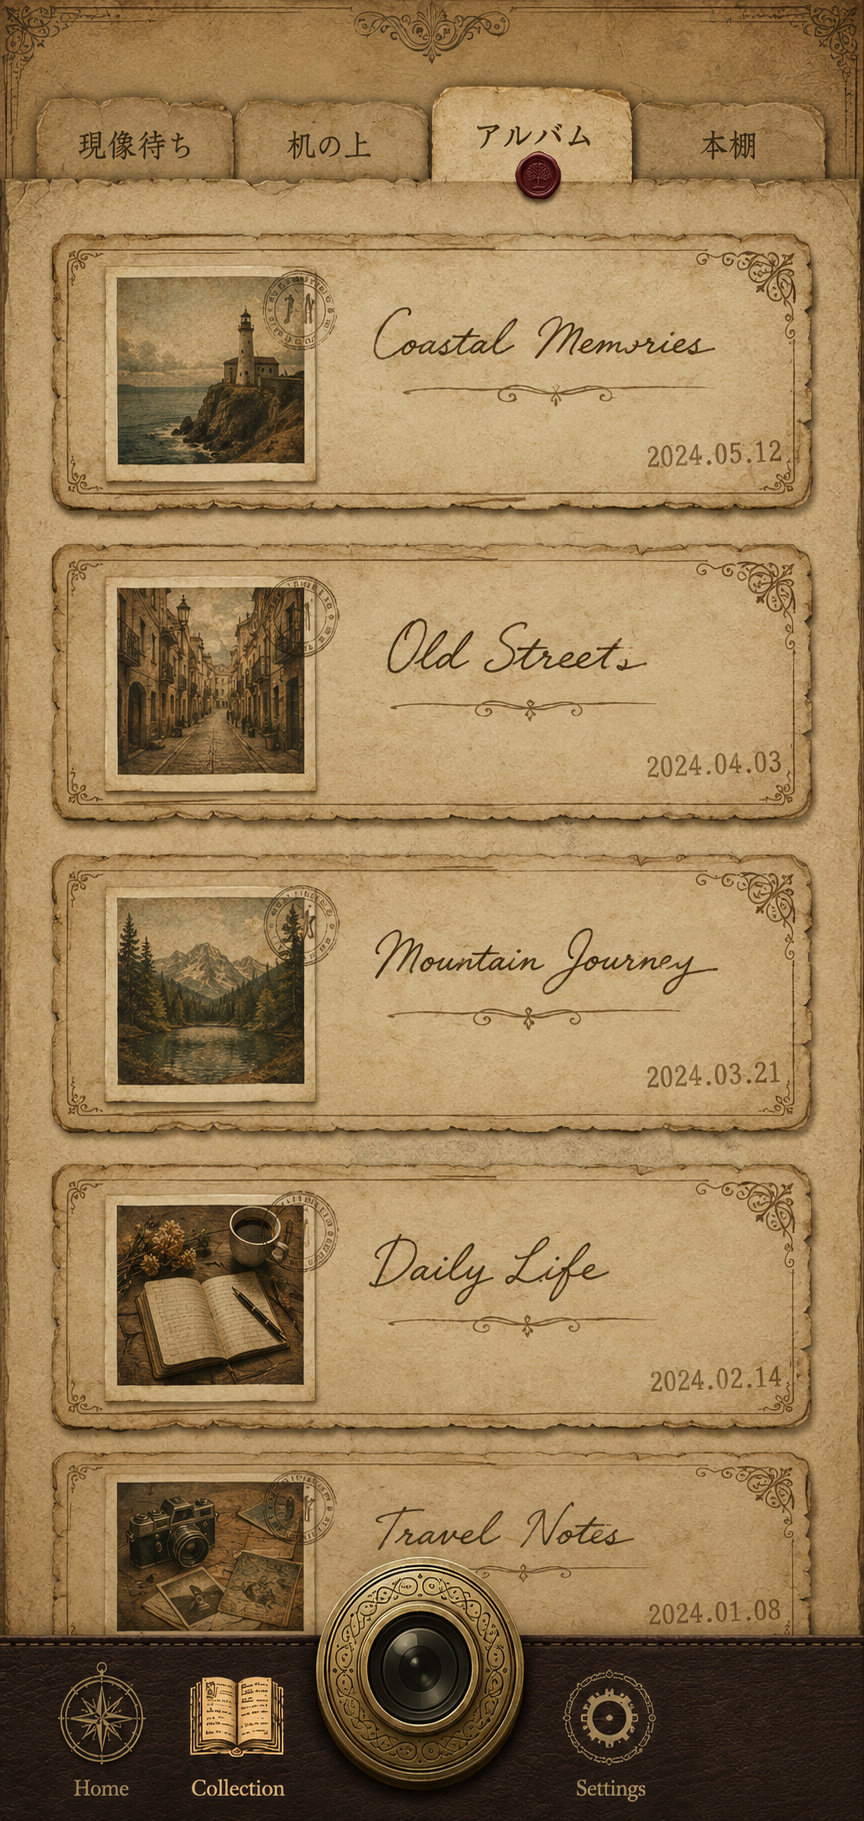 現像待ち
机の上
アルバム
本棚
Coastal Memories
2024.05.12
Old Streets
2024.04.03
Mountain Journey
2024.03.21
Daily Life
2024.02.14
Travel Notes
2024.01.08
Home
Collection
Settings